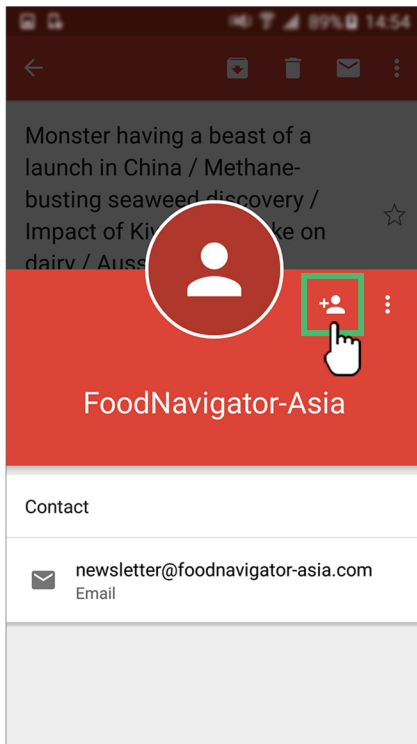 89% 14:54
Monster having a beast of a
launch in China / Methane-
busting seaweed discovery /
Impact of Ki ke on
dairy / Auss
FoodNavigator-Asia
Contact
newsletter@foodnavigator-asia.com
Email